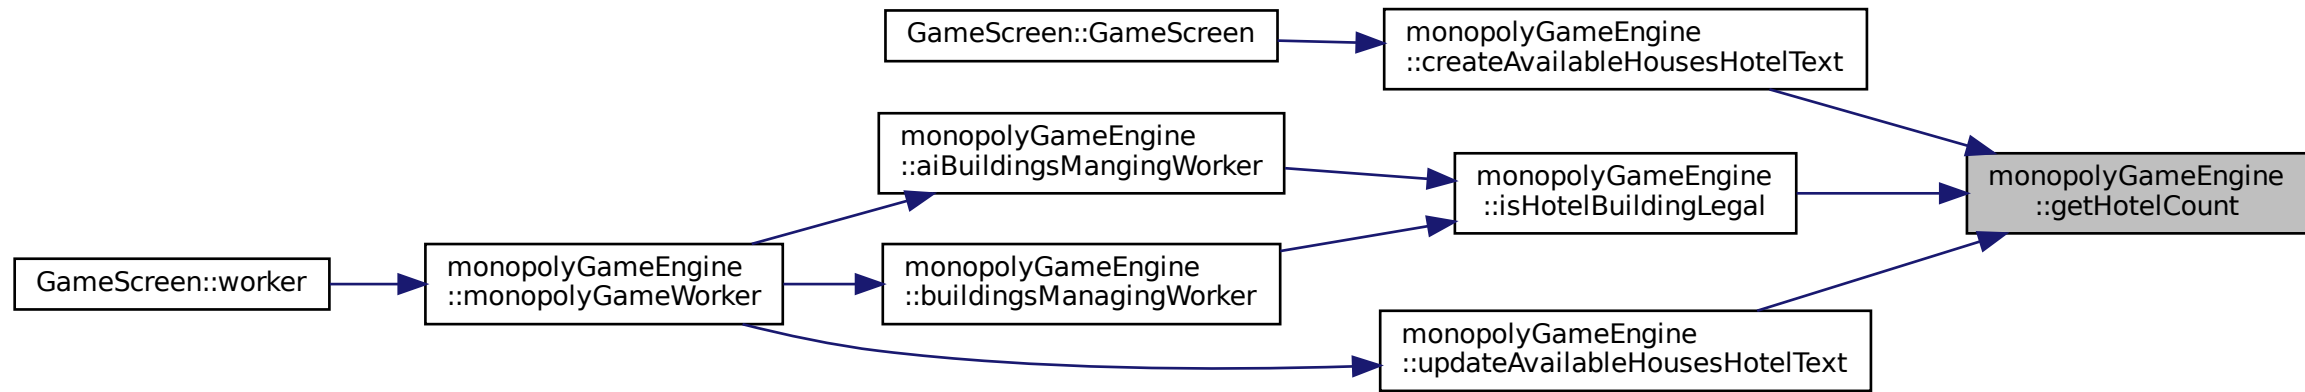 GameScreen::GameScreen
monopolyGameEngine
::createAvailableHousesHotelText
monopolyGameEngine
::aiBuildingsMangingWorker
monopolyGameEngine
::isHotelBuildingLegal
monopolyGameEngine
::getHotelCount
GameScreen::worker
monopolyGameEngine
::monopolyGameWorker
monopolyGameEngine
::buildingsManagingWorker
monopolyGameEngine
::updateAvailableHousesHotelText